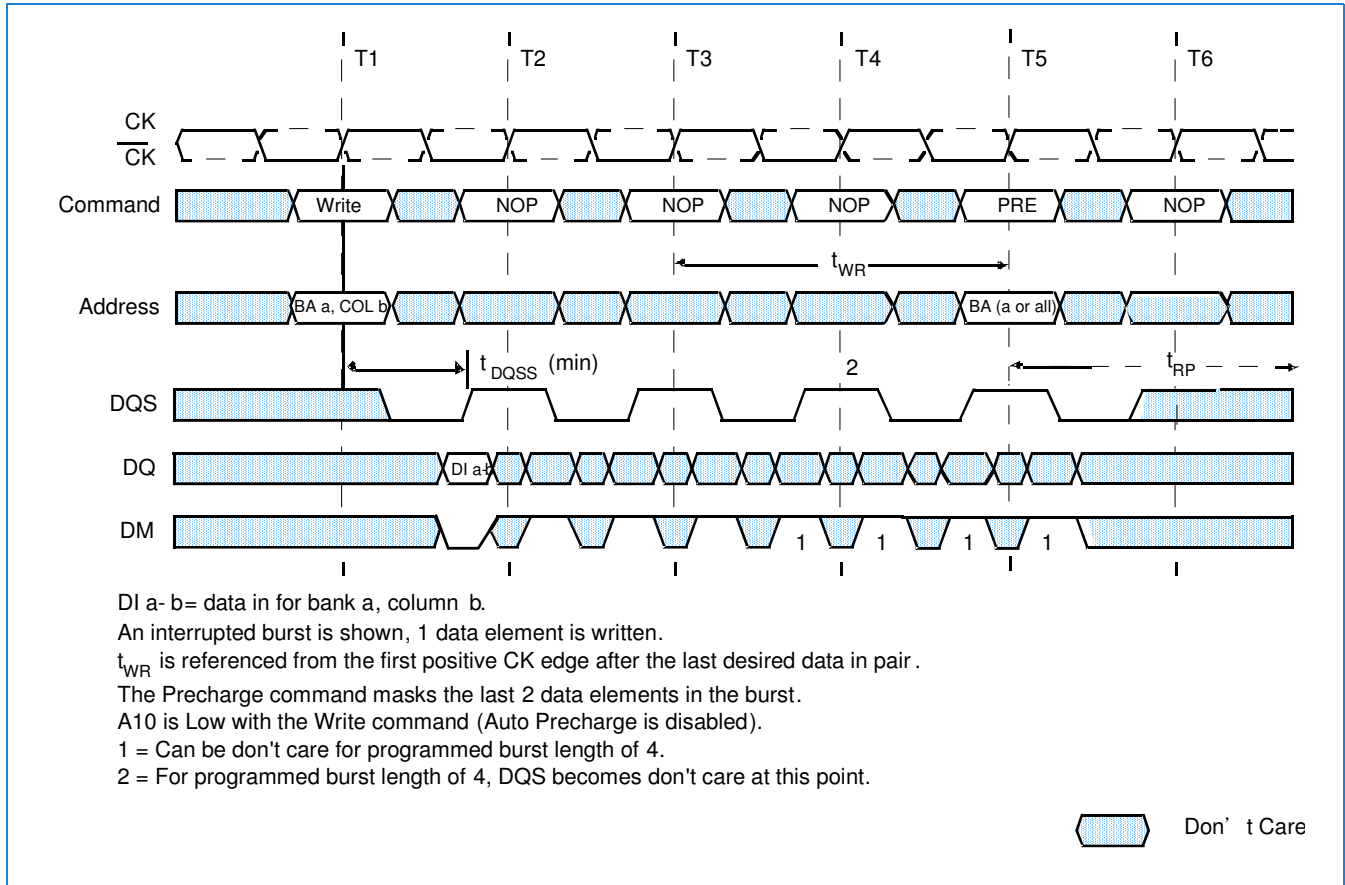 T1 T2 T3 T4 T5 T6
CK
CK
Command Write NOP NOP NOP PRE NOP
tWR
Address BA a, COL b BA (a or all)
tDQSS (min) 2 tRP
DQS
DQ DI a-b
DM 1 1 1 1
DI a- b= data in for bank a, column b.
An interrupted burst is shown, 1 data element is written.
tWR is referenced from the first positive CK edge after the last desired data in pair .
The Precharge command masks the last 2 data elements in the burst.
A10 is Low with the Write command (Auto Precharge is disabled).
1 = Can be don't care for programmed burst length of 4.
2 = For programmed burst length of 4, DQS becomes don't care at this point.
Don’ t Care